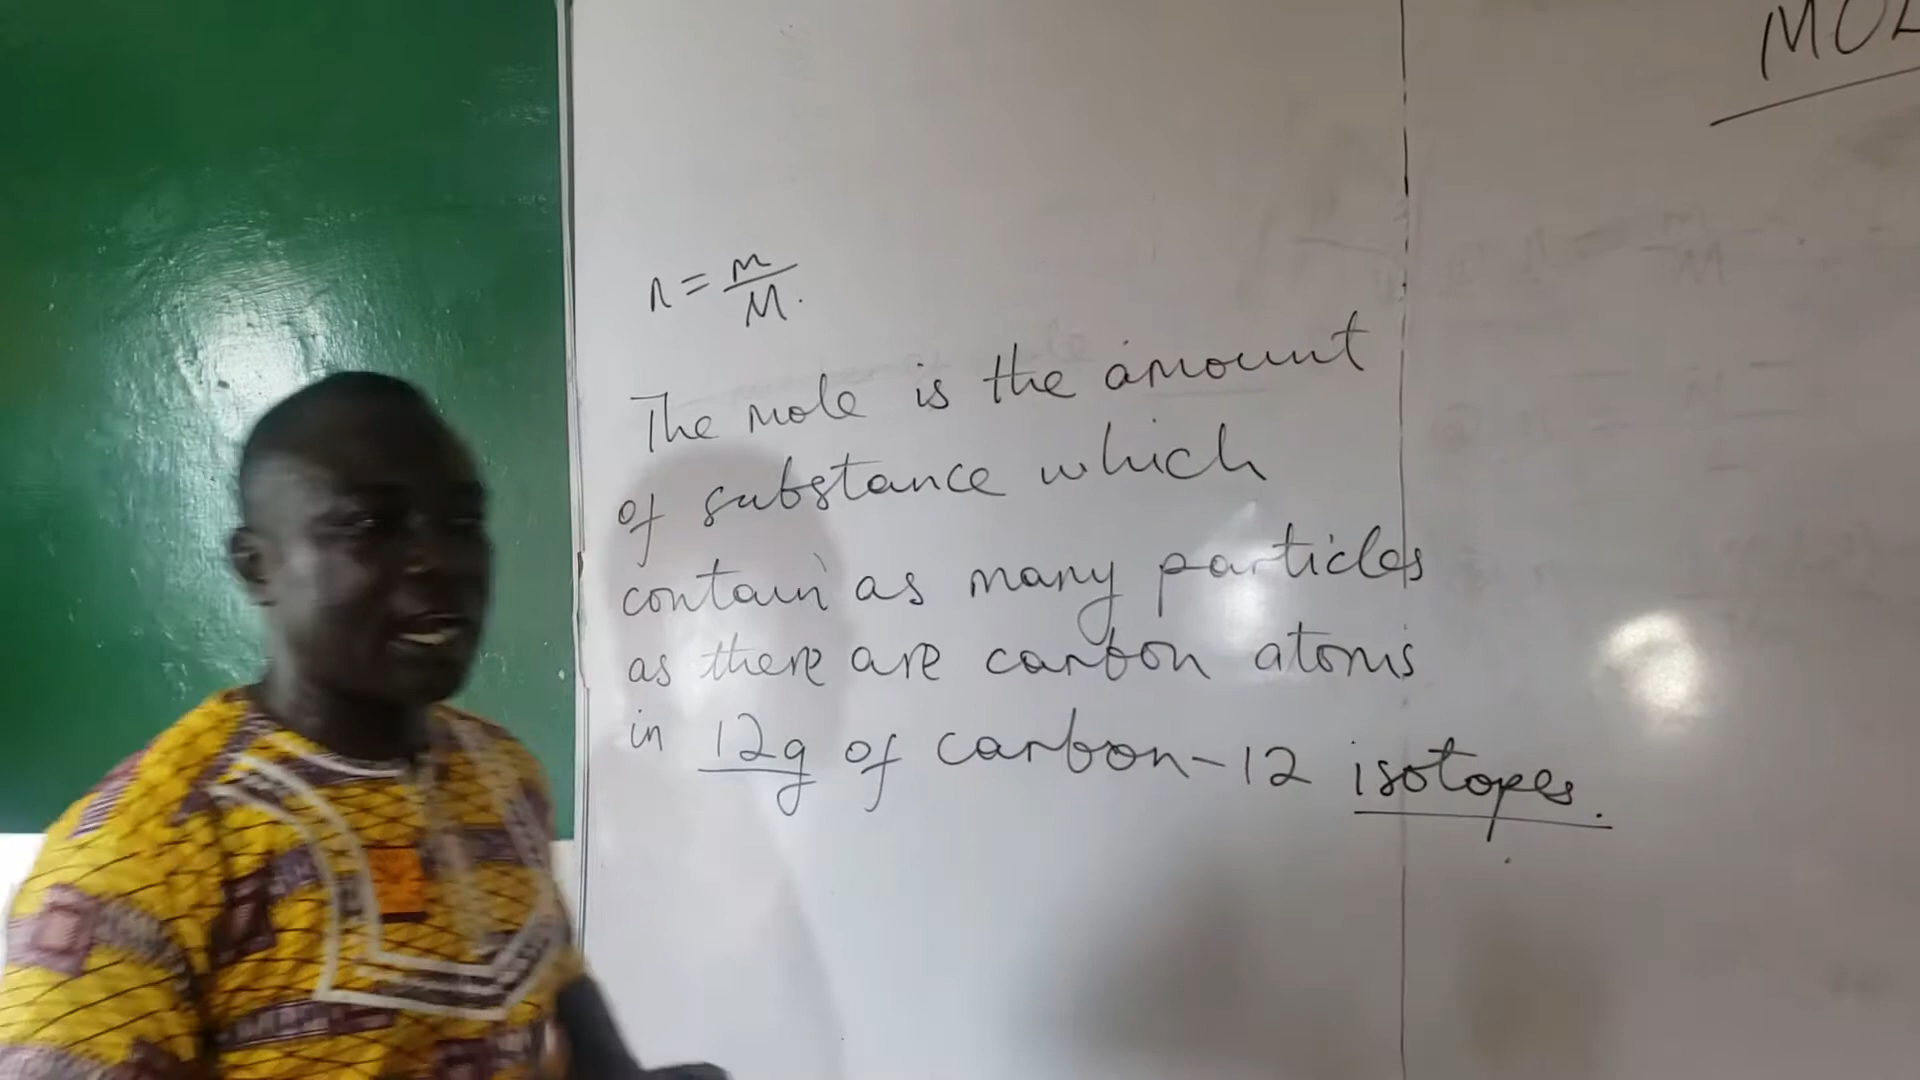 MOL
n = m/M.
The mole is the amount
of substance which
contain as many particles
as there are carbon atoms
in 12g of carbon-12 isotopes.